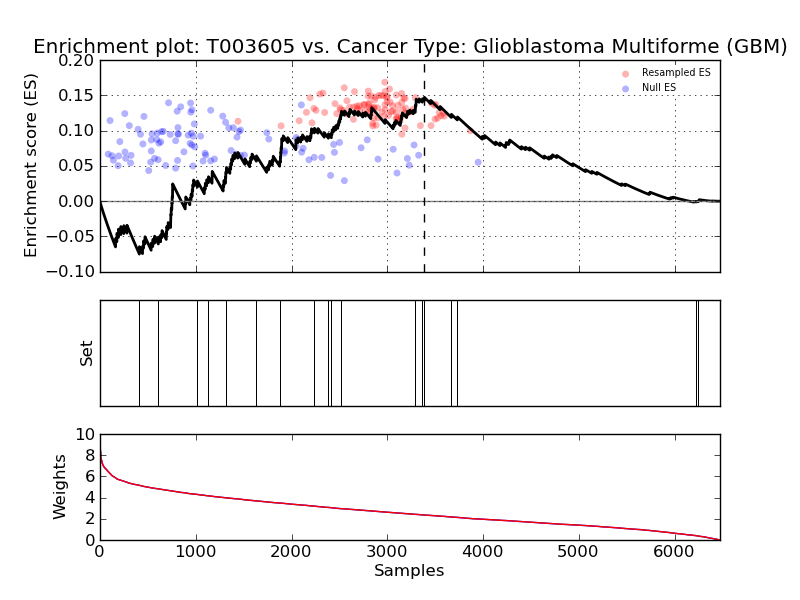 Enrichment plot: T003605 vs. Cancer Type: Glioblastoma Multiforme (GBM)
Enrichment score (ES)
0.20
0.15
0.10
0.05
0.00
−0.05
−0.10
Resampled ES
Null ES
Set
Weights
10
8
6
4
2
0
0 1000 2000 3000 4000 5000 6000
Samples